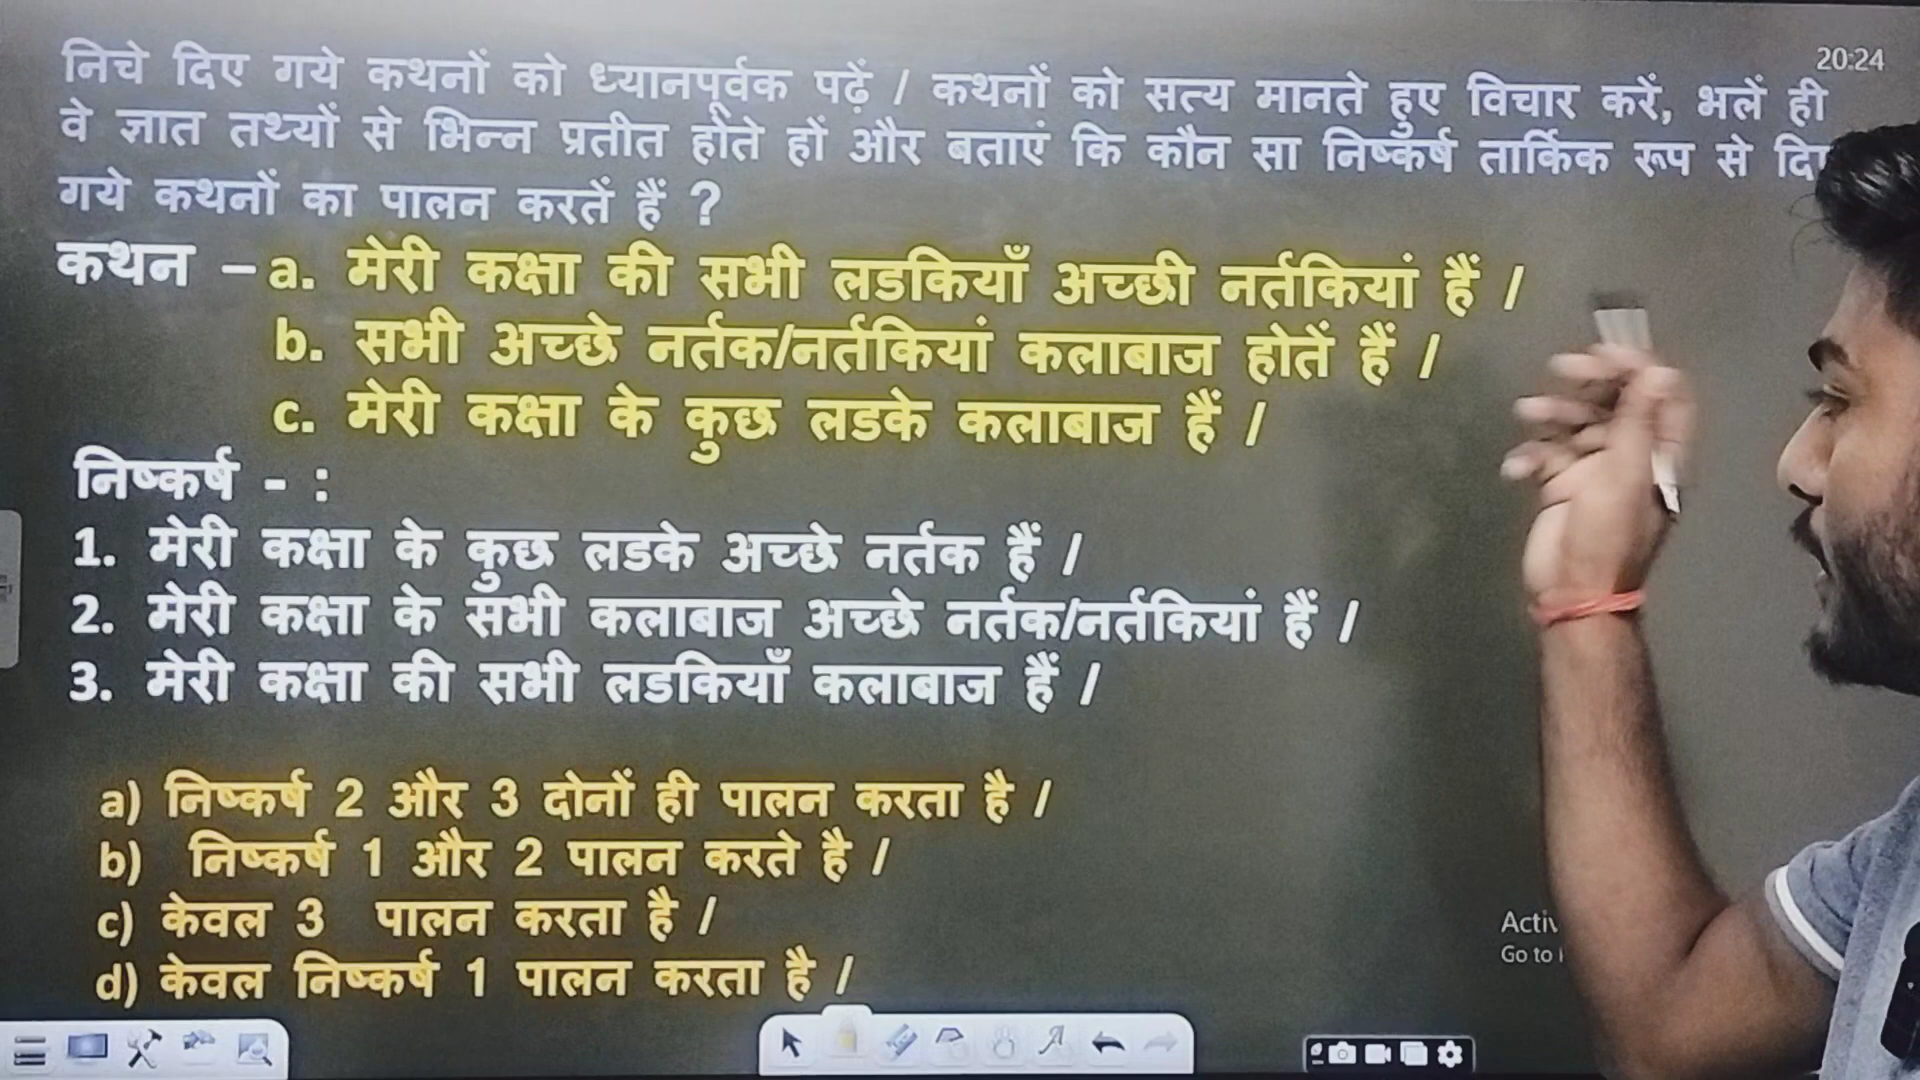 20:24
निचे दिए गये कथनों को ध्यानपूर्वक पढ़ें / कथनों को सत्य मानते हुए विचार करें, भलें ही
वे ज्ञात तथ्यों से भिन्न प्रतीत होते हों और बताएं कि कौन सा निष्कर्ष तार्किक रूप से
गये कथनों का पालन करतें हैं ?
कथन – a. मेरी कक्षा की सभी लडकियाँ अच्छी नर्तकियां हैं /
b. सभी अच्छे नर्तक/नर्तकियां कलाबाज होतें हैं /
c. मेरी कक्षा के कुछ लडके कलाबाज हैं /
निष्कर्ष - :
1. मेरी कक्षा के कुछ लडके अच्छे नर्तक हैं /
2. मेरी कक्षा के सभी कलाबाज अच्छे नर्तक/नर्तकियां हैं /
3. मेरी कक्षा की सभी लडकियाँ कलाबाज हैं /
a) निष्कर्ष 2 और 3 दोनों ही पालन करता है /
b) निष्कर्ष 1 और 2 पालन करते है /
c) केवल 3 पालन करता है /
d) केवल निष्कर्ष 1 पालन करता है /
Go to